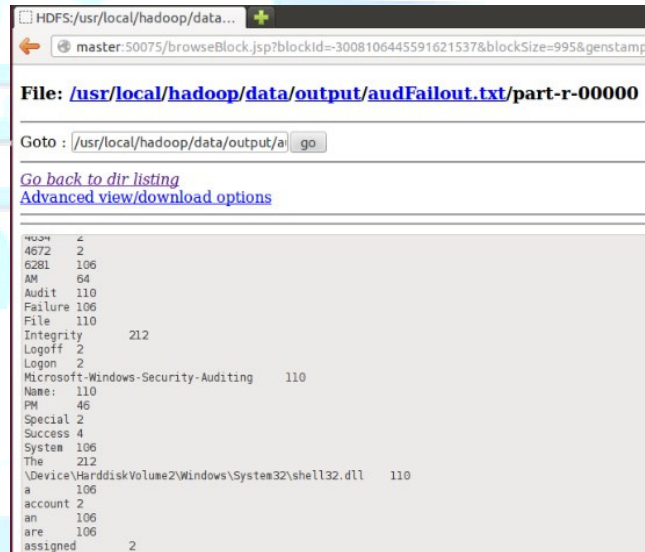 HDFS:/usr/local/hadoop/data...
master:50075/browseBlock.jsp?blockId=-3008106445591621537&blockSize=995&genstamp
File: /usr/local/hadoop/data/output/audFailout.txt/part-r-00000
Goto : /usr/local/hadoop/data/output/a go
Go back to dir listing
Advanced view/download options
4634 2
4672 2
6281 106
AM 64
Audit 110
Failure 106
File 110
Integrity 212
Logoff 2
Logon 2
Microsoft-Windows-Security-Auditing 110
Name: 110
PM 46
Special 2
Success 4
System 106
The 212
\Device\HarddiskVolume2\Windows\System32\shell32.dll 110
a 106
account 2
an 106
are 106
assigned 2